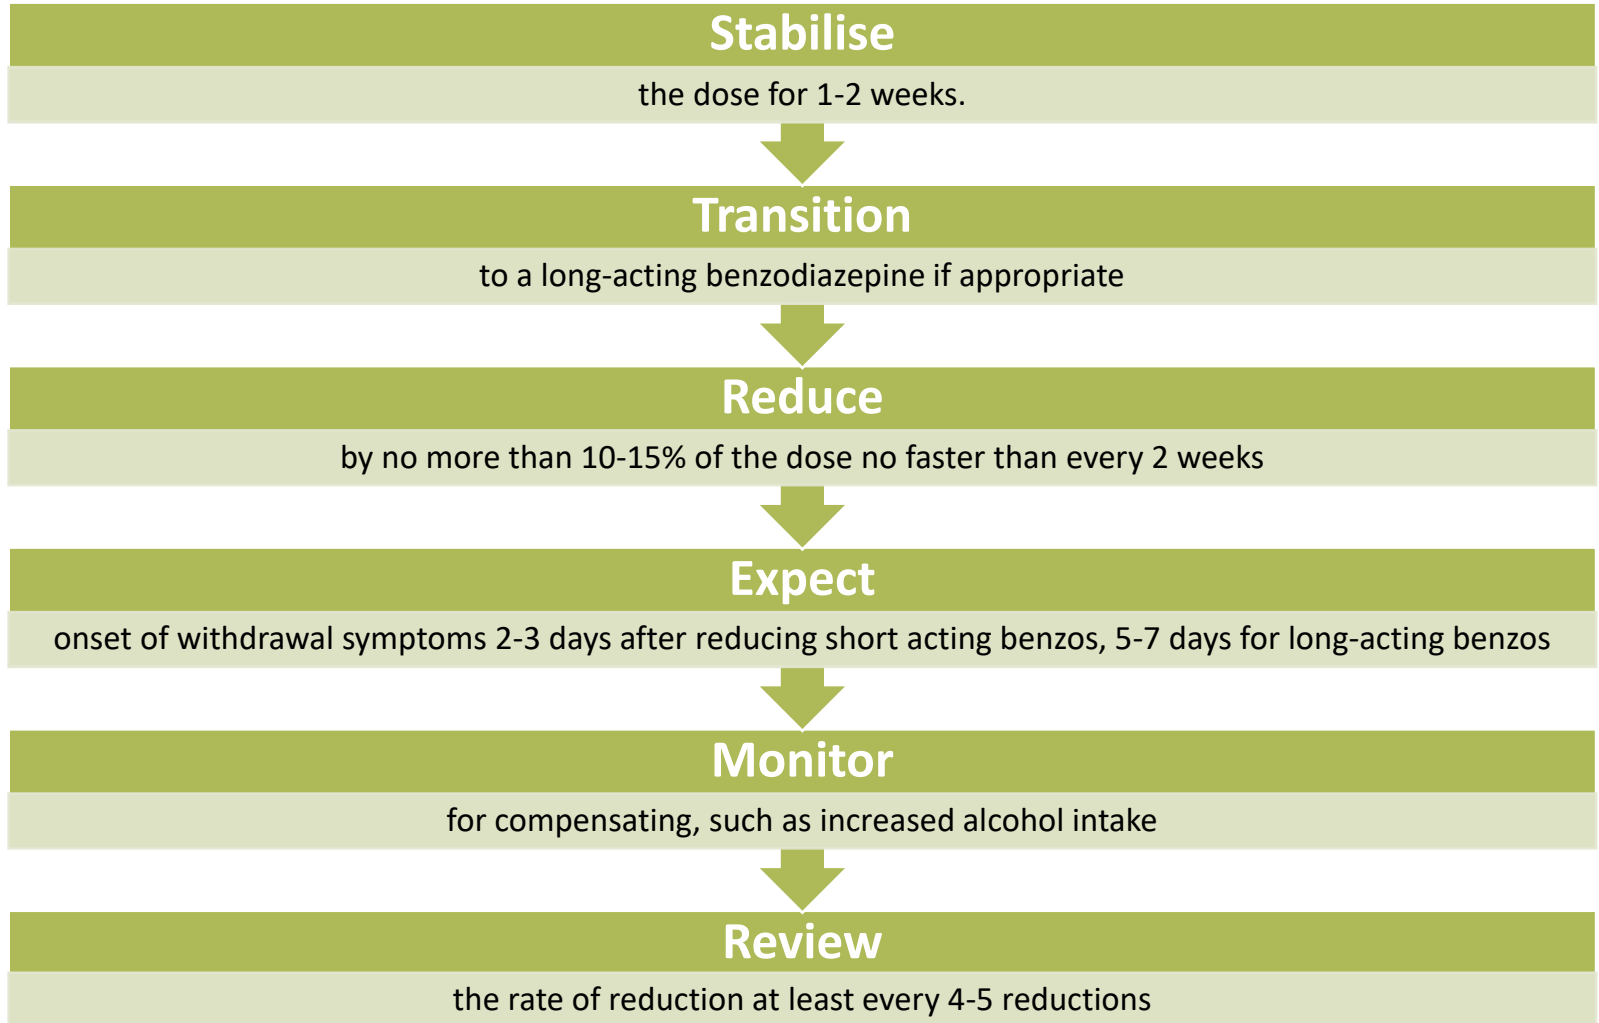 Stabilise
the dose for 1-2 weeks.
Transition
to a long-acting benzodiazepine if appropriate
Reduce
by no more than 10-15% of the dose no faster than every 2 weeks
Expect
onset of withdrawal symptoms 2-3 days after reducing short acting benzos, 5-7 days for long-acting benzos
Monitor
for compensating, such as increased alcohol intake
Review
the rate of reduction at least every 4-5 reductions